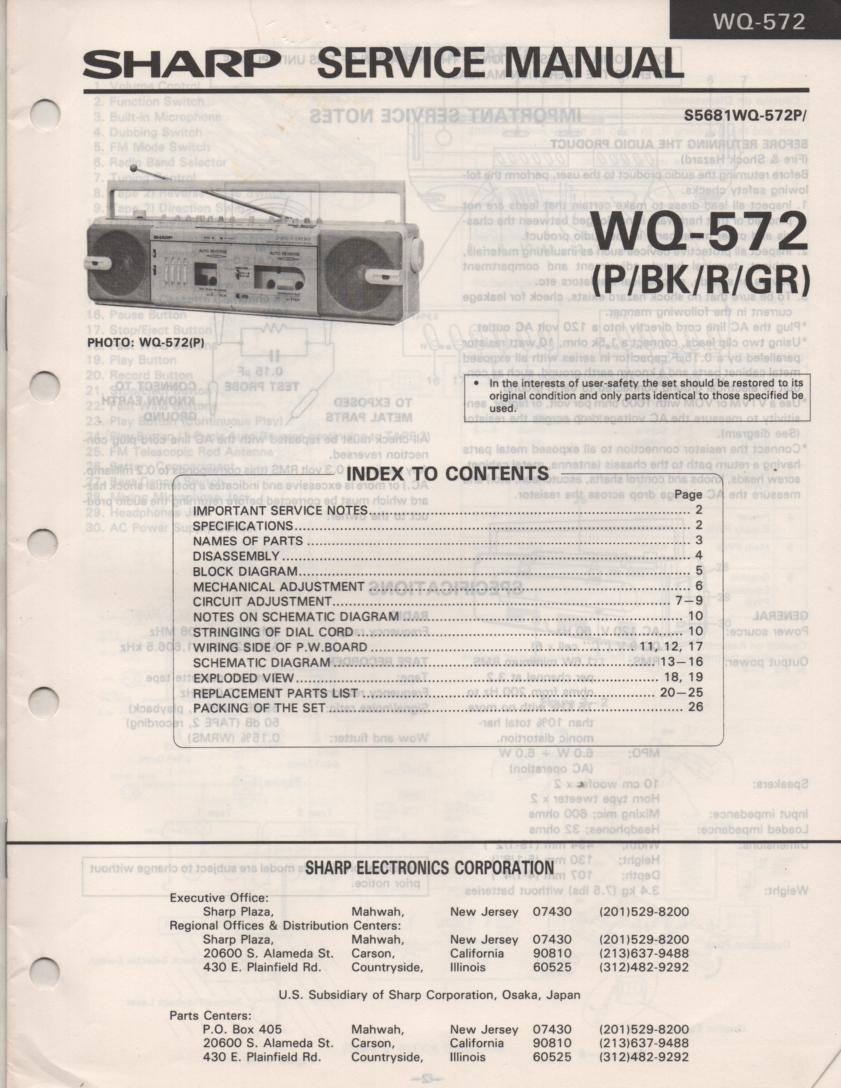 WQ-572
SHARP SERVICE MANUAL
S5681WQ-572P/
WQ-572
(P/BK/R/GR)
SHARP
PHOTO: WQ-572(P)
• In the interests of user-safety the set should be restored to its
original condition and only parts identical to those specified be
used.
INDEX TO CONTENTS
Page
IMPORTANT SERVICE NOTES 2
SPECIFICATIONS 2
NAMES OF PARTS 3
DISASSEMBLY 4
BLOCK DIAGRAM 5
MECHANICAL ADJUSTMENT 6
CIRCUIT ADJUSTMENT 7—9
NOTES ON SCHEMATIC DIAGRAM 10
STRINGING OF DIAL CORD 10
WIRING SIDE OF P.W.BOARD 11, 12, 17
SCHEMATIC DIAGRAM 13—16
EXPLODED VIEW 18, 19
REPLACEMENT PARTS LIST 20—25
PACKING OF THE SET 26
SHARP ELECTRONICS CORPORATION
Executive Office:
Sharp Plaza, Mahwah, New Jersey 07430 (201)529-8200
Regional Offices & Distribution Centers:
Sharp Plaza, Mahwah, New Jersey 07430 (201)529-8200
20600 S. Alameda St. Carson, California 90810 (213)637-9488
430 E. Plainfield Rd. Countryside, Illinois 60525 (312)482-9292
U.S. Subsidiary of Sharp Corporation, Osaka, Japan
Parts Centers:
P.O. Box 405 Mahwah, New Jersey 07430 (201)529-8200
20600 S. Alameda St. Carson, California 90810 (213)637-9488
430 E. Plainfield Rd. Countryside, Illinois 60525 (312)482-9292